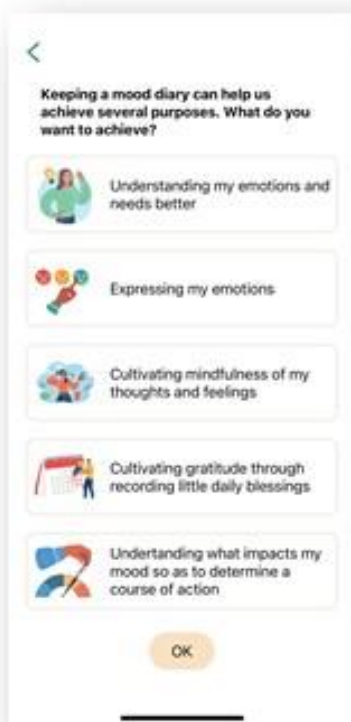 Keeping a mood diary can help us
achieve several purposes. What do you
want to achieve?
Understanding my emotions and
needs better
Expressing my emotions
Cultivating mindfulness of my
thoughts and feelings
Cultivating gratitude through
recording little daily blessings
Undertanding what impacts my
mood so as to determine a
course of action
OK